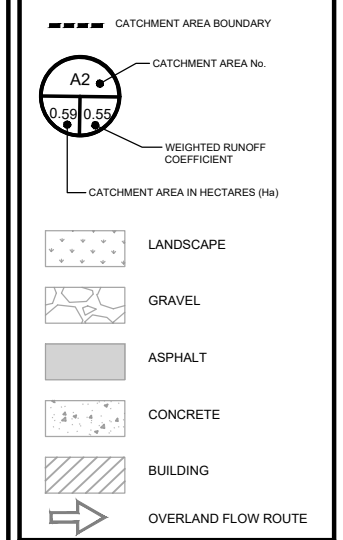 CATCHMENT AREA BOUNDARY
A2
CATCHMENT AREA No.
0.59 0.55
WEIGHTED RUNOFF
COEFFICIENT
CATCHMENT AREA IN HECTARES (Ha)
LANDSCAPE
GRAVEL
ASPHALT
CONCRETE
BUILDING
OVERLAND FLOW ROUTE